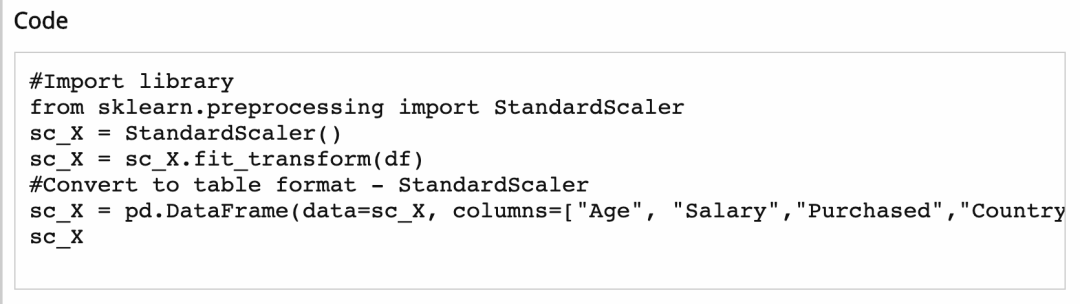 Code
#Import library
from sklearn.preprocessing import StandardScaler
sc_X = StandardScaler()
sc_X = sc_X.fit_transform(df)
#Convert to table format - StandardScaler
sc_X = pd.DataFrame(data=sc_X, columns=["Age", "Salary","Purchased","Country
sc_X